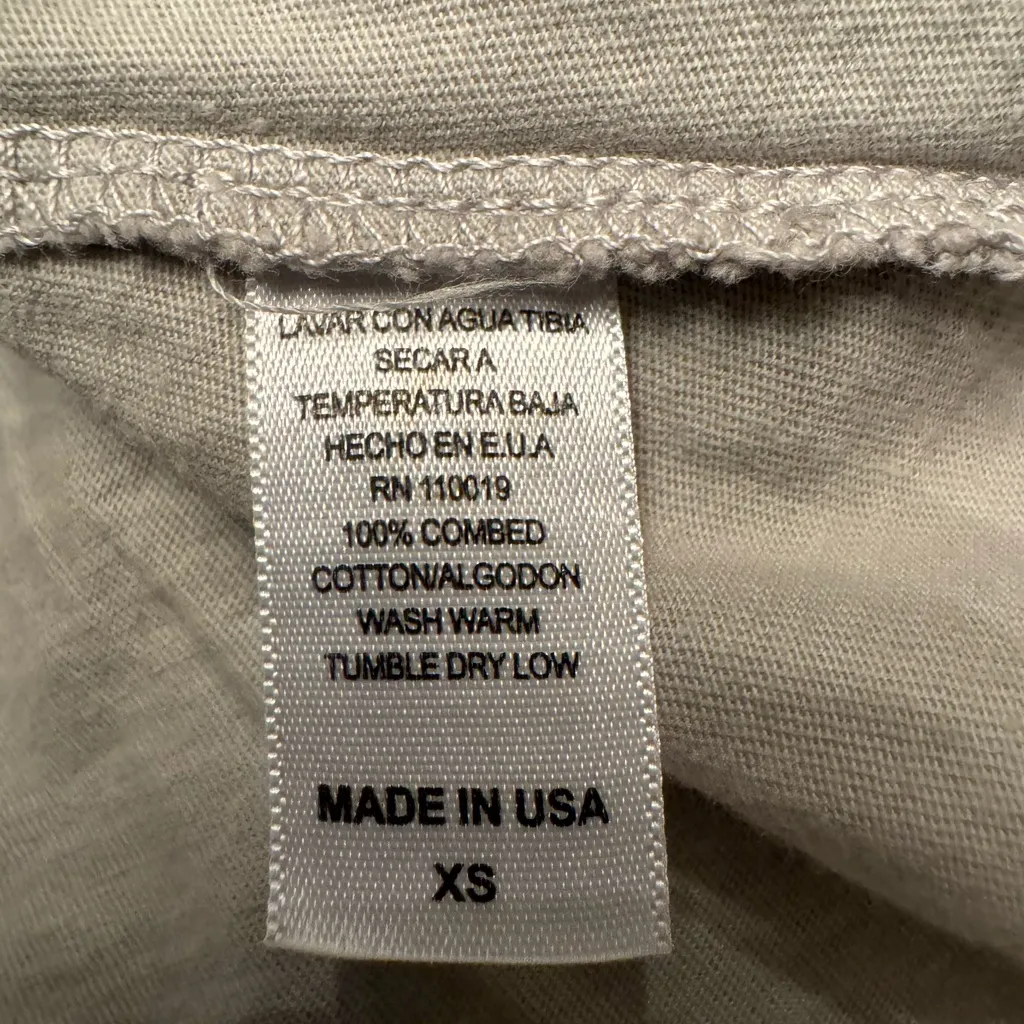 LAVAR CON AGUA TIBIA
SECAR A
TEMPERATURA BAJA
HECHO EN E.U.A
RN 110019
100% COMBED
COTTON/ALGODON
WASH WARM
TUMBLE DRY LOW
MADE IN USA
XS